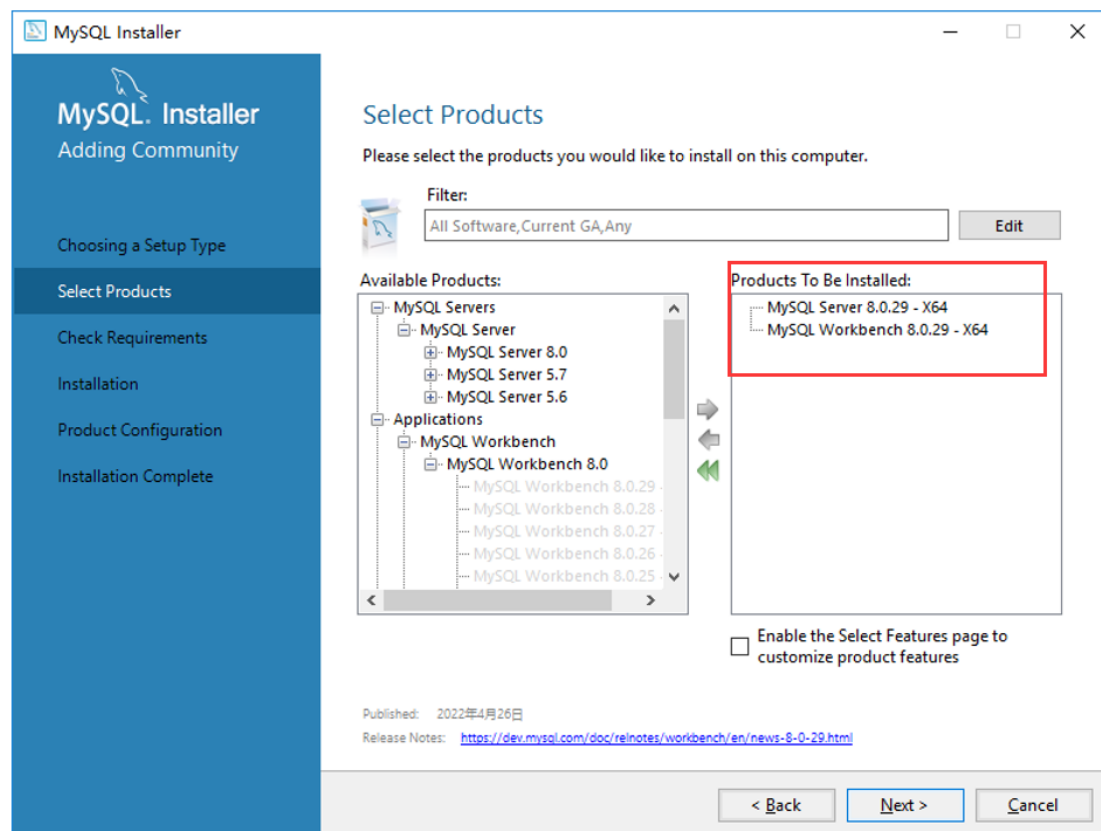 MySQL Installer
MySQL. Installer
Adding Community
Choosing a Setup Type
Select Products
Check Requirements
Installation
Product Configuration
Installation Complete
Select Products
Please select the products you would like to install on this computer.
Filter:
All Software,Current GA,Any
Edit
Available Products:
MySQL Servers
MySQL Server
MySQL Server 8.0
MySQL Server 5.7
MySQL Server 5.6
Applications
MySQL Workbench
MySQL Workbench 8.0
MySQL Workbench 8.0.29 -
MySQL Workbench 8.0.28 -
MySQL Workbench 8.0.27 -
MySQL Workbench 8.0.26 -
MySQL Workbench 8.0.25 -
Products To Be Installed:
MySQL Server 8.0.29 - X64
MySQL Workbench 8.0.29 - X64
Enable the Select Features page to
customize product features
Published: 2022年4月26日
Release Notes: https://dev.mysql.com/doc/relnotes/workbench/en/news-8-0-29.html
< Back
Next >
Cancel